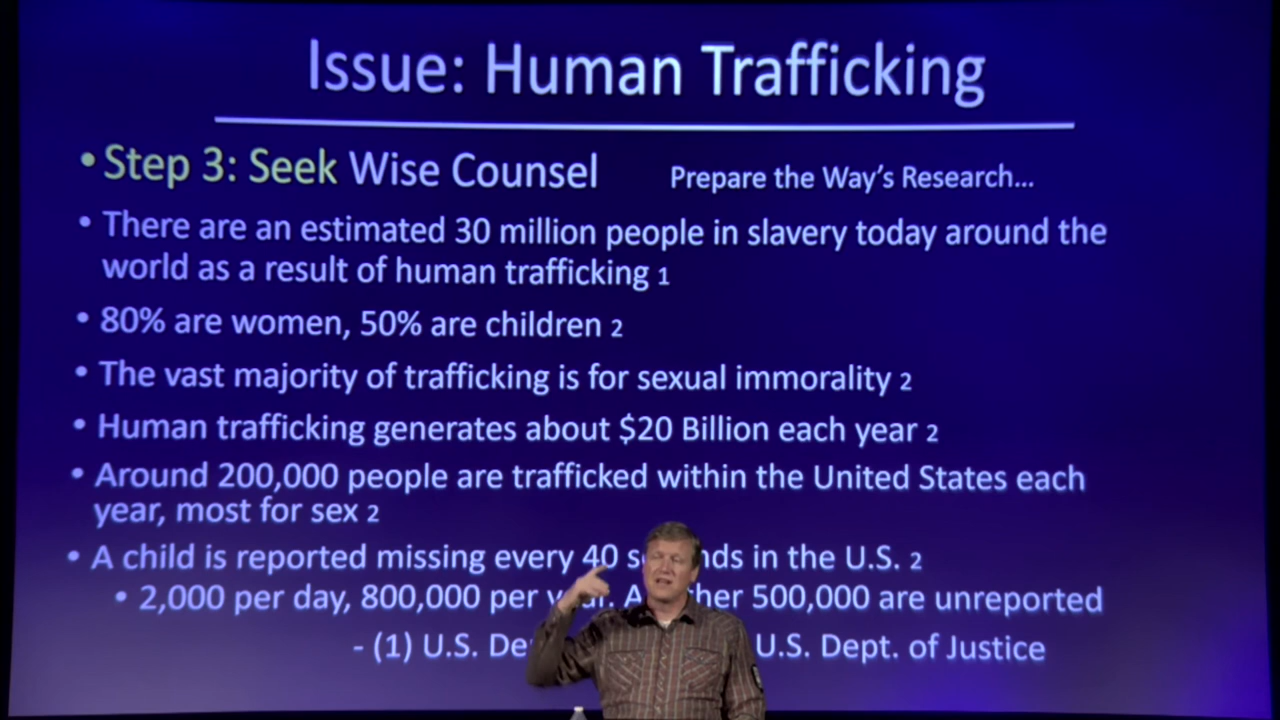 Issue: Human Trafficking
• Step 3: Seek Wise Counsel Prepare the Way's Research...
• There are an estimated 30 million people in slavery today around the
world as a result of human trafficking 1
• 80% are women, 50% are children 2
• The vast majority of trafficking is for sexual immorality 2
• Human trafficking generates about $20 Billion each year 2
• Around 200,000 people are trafficked within the United States each
year, most for sex 2
• A child is reported missing every 40 in the U.S. 2
• 2,000 per day, 800,000 per 500,000 are unreported
- (1) U.S. U.S. Dept. of Justice